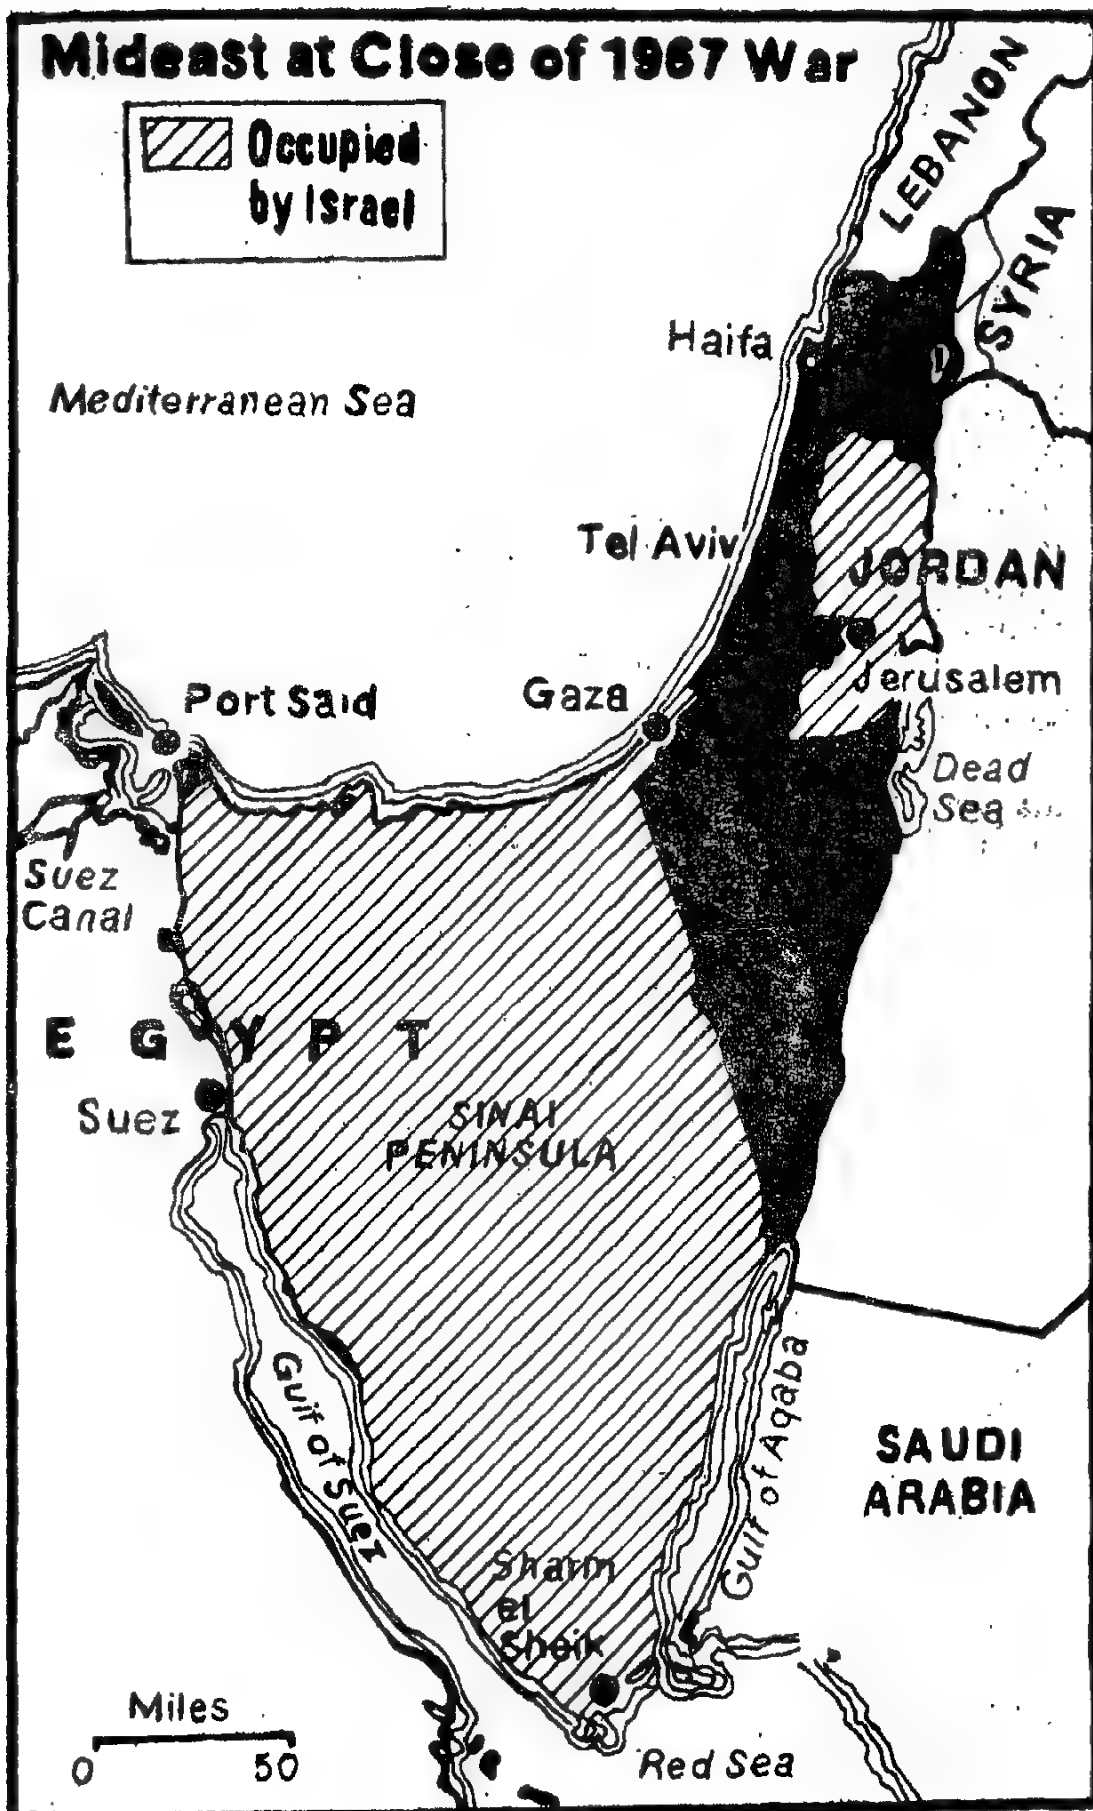 Mideast at Close of 1967 War
Occupied
by Israel
LEBANON
SYRIA
Haifa
Mediterranean Sea
Tel Aviv
JORDAN
Jerusalem
Port Said
Gaza
Dead
Sea
Suez
Canal
EGYPT
Suez
SINAI
PENINSULA
Gulf of Suez
Gulf of Aqaba
SAUDI
ARABIA
Sharm
el
Sheik
Miles
0 50
Red Sea